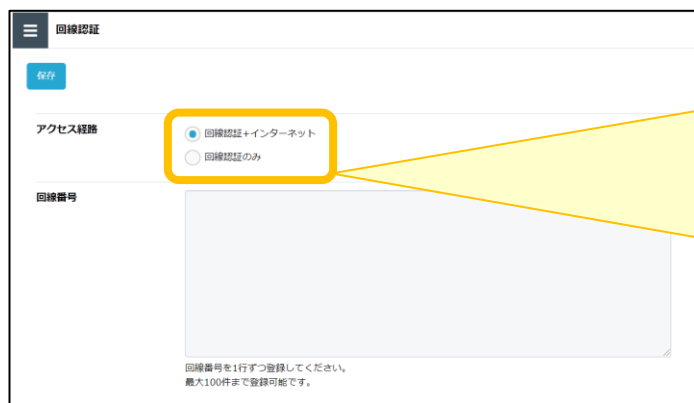 回線認証
保存
アクセス経路
回線認証+インターネット
回線認証のみ
回線番号
回線番号を1行ずつ登録してください。
最大100件まで登録可能です。